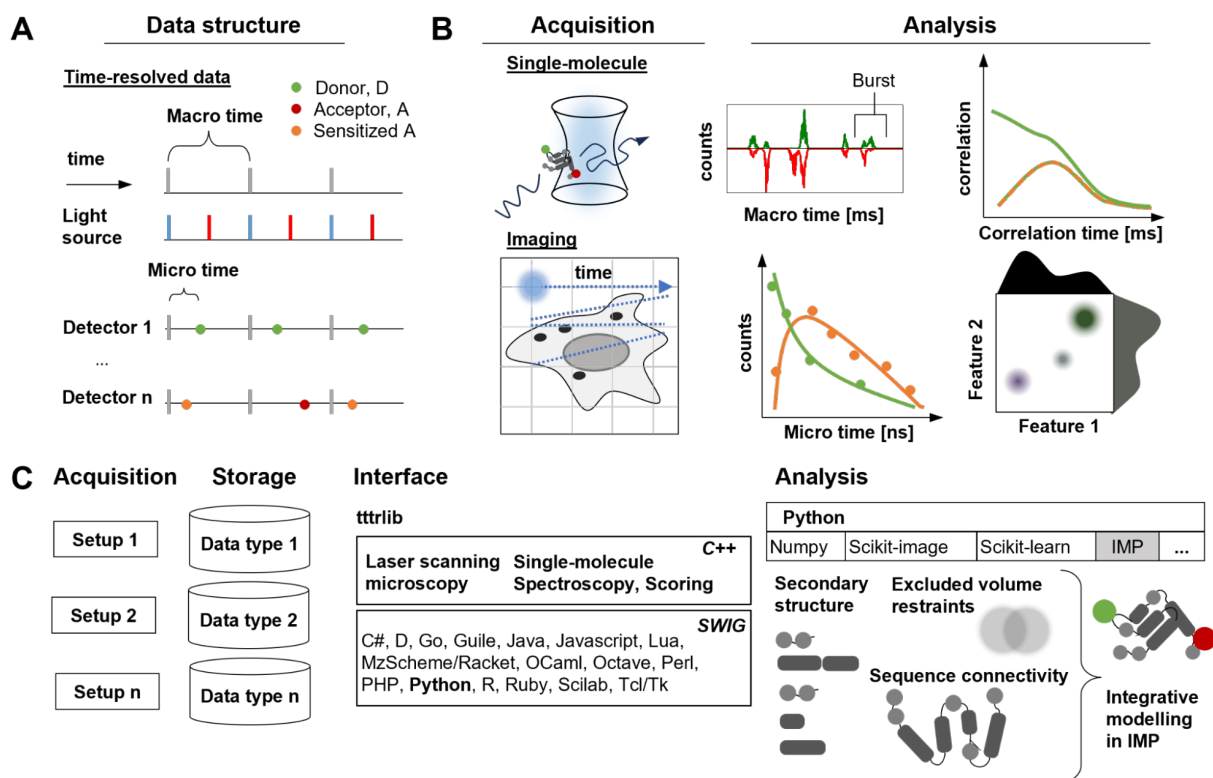 A
Data structure
Time-resolved data
Donor, D
Acceptor, A
Sensitized A
Macro time
time
Light
source
Micro time
Detector 1
...
Detector n
B
Acquisition
Analysis
Single-molecule
Imaging
time
Burst
counts
Macro time [ms]
correlation
Correlation time [ms]
counts
Micro time [ns]
Feature 2
Feature 1
C
Acquisition
Storage
Interface
Analysis
Setup 1
Data type 1
Setup 2
Data type 2
Setup n
Data type n
tttrlib
C++
Laser scanning
microscopy
Single-molecule
Spectroscopy, Scoring
SWIG
C#, D, Go, Guile, Java, Javascript, Lua,
MzScheme/Racket, OCaml, Octave, Perl,
PHP, Python, R, Ruby, Scilab, Tcl/Tk
Python
Numpy
Scikit-image
Scikit-learn
IMP
...
Secondary
structure
Excluded volume
restraints
Sequence connectivity
Integrative
modelling
in IMP